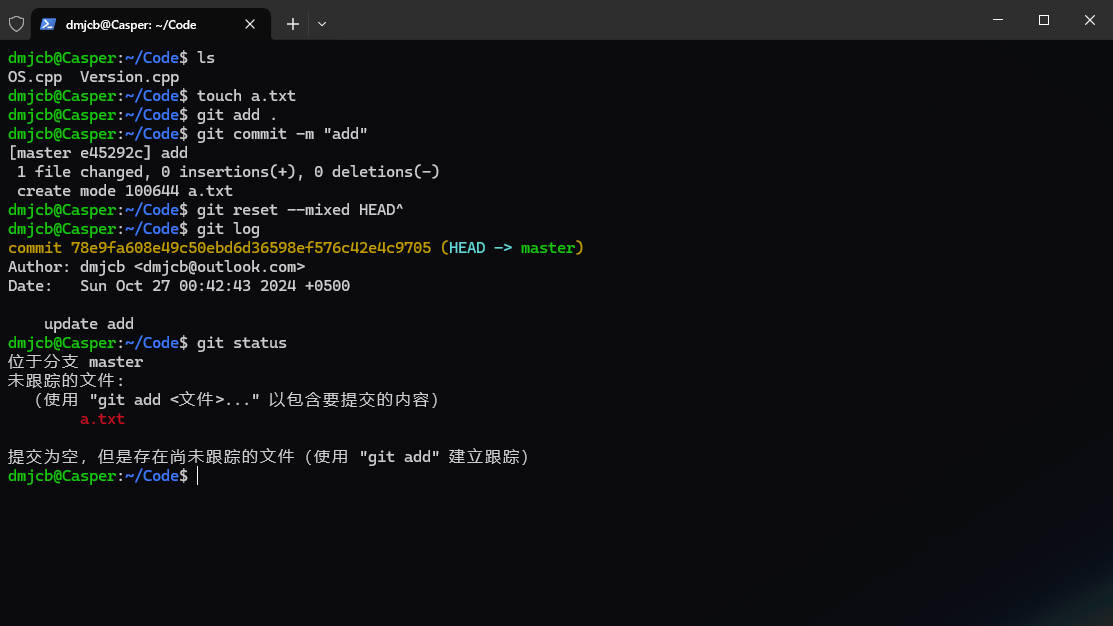 dmjcb@Casper: ~/Code
dmjcb@Casper:~/Code$ ls
OS.cpp  Version.cpp
dmjcb@Casper:~/Code$ touch a.txt
dmjcb@Casper:~/Code$ git add .
dmjcb@Casper:~/Code$ git commit -m "add"
[master e45292c] add
 1 file changed, 0 insertions(+), 0 deletions(-)
 create mode 100644 a.txt
dmjcb@Casper:~/Code$ git reset --mixed HEAD^
dmjcb@Casper:~/Code$ git log
commit 78e9fa608e49c50ebd6d36598ef576c42e4c9705 (HEAD -> master)
Author: dmjcb <dmjcb@outlook.com>
Date:   Sun Oct 27 00:42:43 2024 +0500
    update add
dmjcb@Casper:~/Code$ git status
位于分支 master
未跟踪的文件:
  （使用 "git add <文件>..." 以包含要提交的内容）
        a.txt
提交为空，但是存在尚未跟踪的文件（使用 "git add" 建立跟踪）
dmjcb@Casper:~/Code$